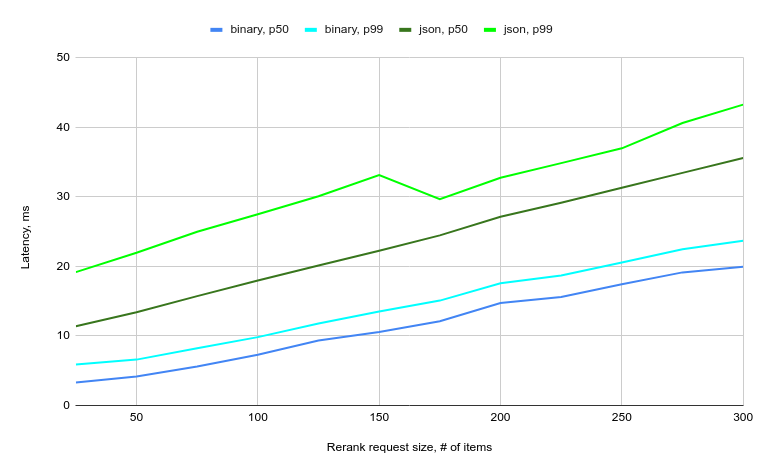 binary, p50 binary, p99 json, p50 json, p99
50
40
30
20
10
0
Latency, ms
50 100 150 200 250 300
Rerank request size, # of items